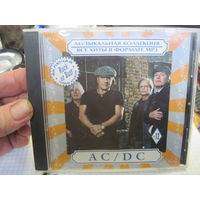 МУЗЫКАЛЬНАЯ КОЛЛЕКЦИЯ
ВСЕ ХИТЫ В ФОРМАТЕ MP3
AC/DC